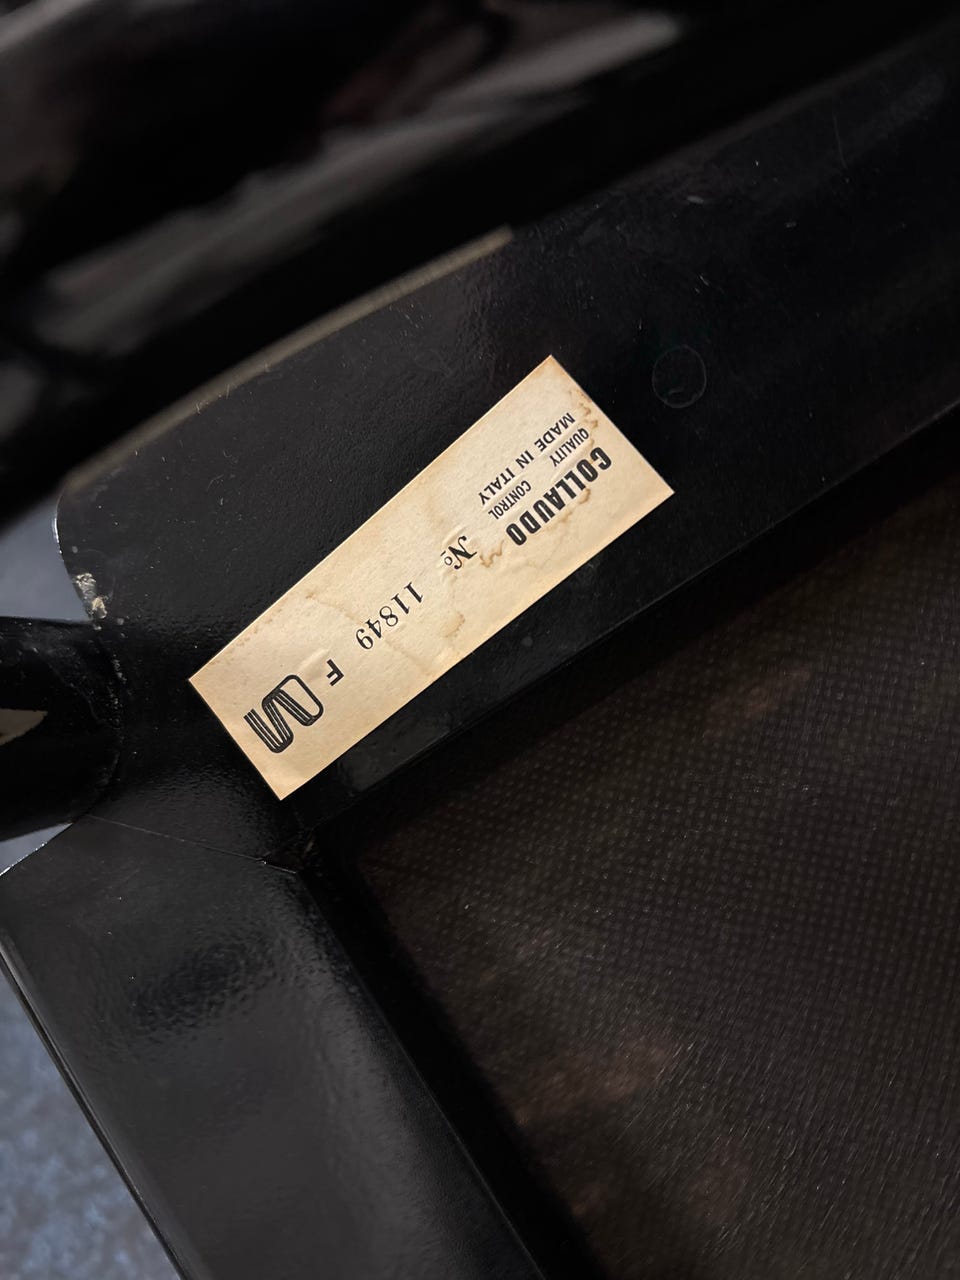 COLLAUDO
QUALITY CONTROL
MADE IN ITALY
№ 11849 F